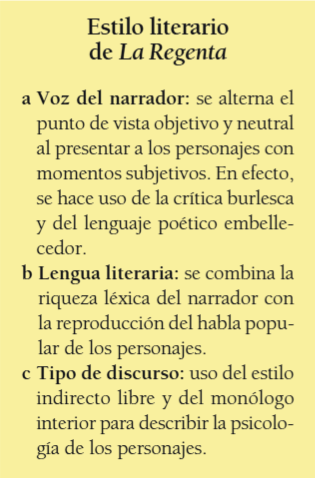 Estilo literario
de La Regenta
a Voz del narrador: se alterna el
punto de vista objetivo y neutral
al presentar a los personajes con
momentos subjetivos. En efecto,
se hace uso de la crítica burlesca
y del lenguaje poético embelle-
cedor.
b Lengua literaria: se combina la
riqueza léxica del narrador con
la reproducción del habla popu-
lar de los personajes.
c Tipo de discurso: uso del estilo
indirecto libre y del monólogo
interior para describir la psicolo-
gía de los personajes.